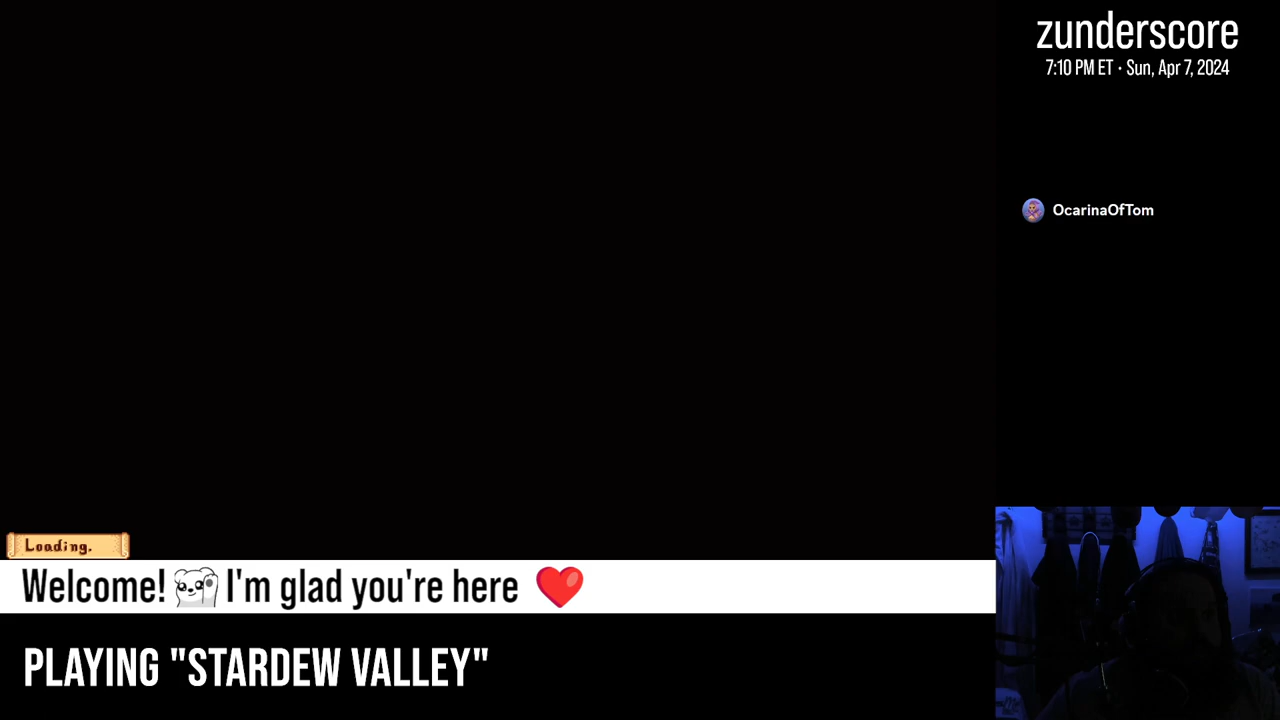 zunderscore
7:10 PM ET · Sun, Apr 7, 2024
OcarinaOfTom
Loading.
Welcome! I'm glad you're here ❤️
PLAYING "STARDEW VALLEY"